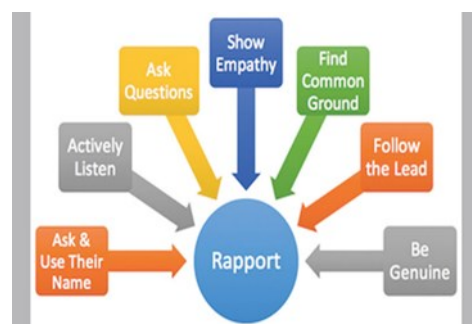 Show
Empathy
Ask
Questions
Find
Common
Ground
Actively
Listen
Follow
the Lead
Ask &
Use Their
Name
Rapport
Be
Genuine